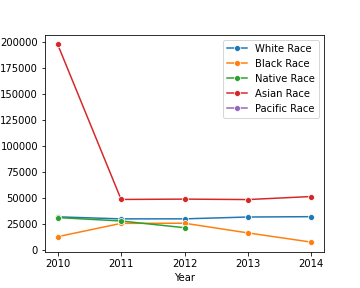 200000
175000
150000
125000
100000
75000
50000
25000
0
White Race
Black Race
Native Race
Asian Race
Pacific Race
2010 2011 2012 2013 2014
Year